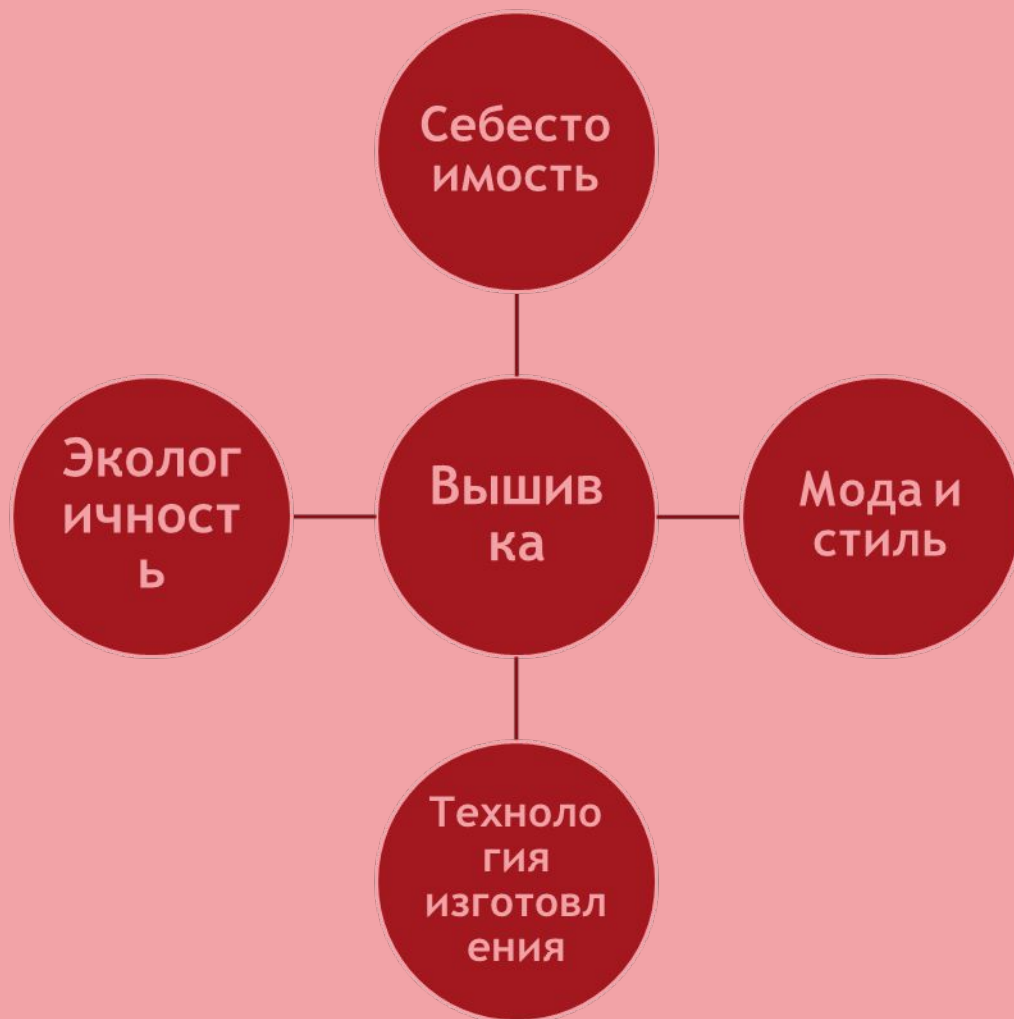 Себесто
имость
Эколог
ичност
ь
Вышив
ка
Мода и
стиль
Техноло
гия
изготовл
ения